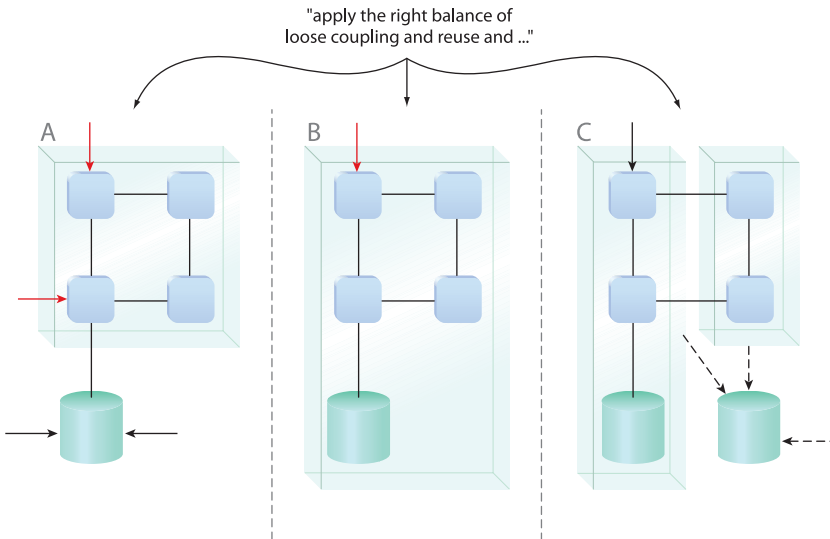 "apply the right balance of
loose coupling and reuse and ..."
A
B
C